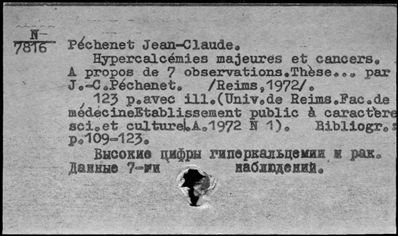 N
7816
Péchenet Jean-Claude.
Hypercalcémies majeures et cancers.
A propos de 7 observations.Thèse... par
J.-C.Péchenet. /Reims,1972/.
123 p.avec ill.(Univ.de Reims.Fac.de
médécineEtablissement public à caractère
sci.et culturel.A.1972 N 1). Bibliogr.:
p.109-123.
Высокие цифры гиперкальцемии и рак.
Данные 7-ми наблюдений.